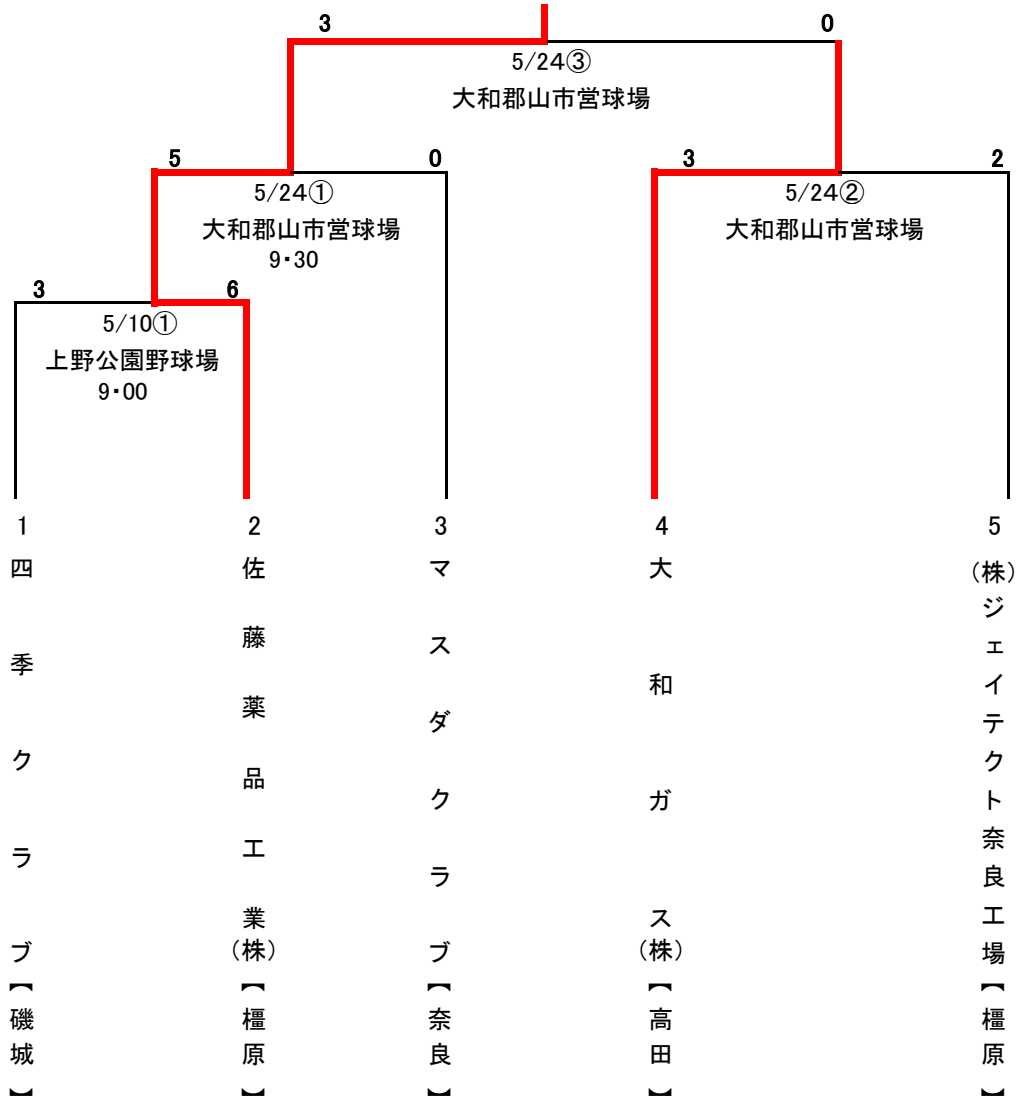 3 0
5/24③
大和郡山市営球場
5 0 3 2
5/24① 5/24②
大和郡山市営球場 大和郡山市営球場
9・30
3 6
5/10①
上野公園野球場
9・00
1
四季クラブ【磯城】
2
佐藤薬品工業(株)【橿原】
3
マスダクラブ【奈良】
4
大和ガス(株)【高田】
5
(株)ジェイテクト奈良工場【橿原】